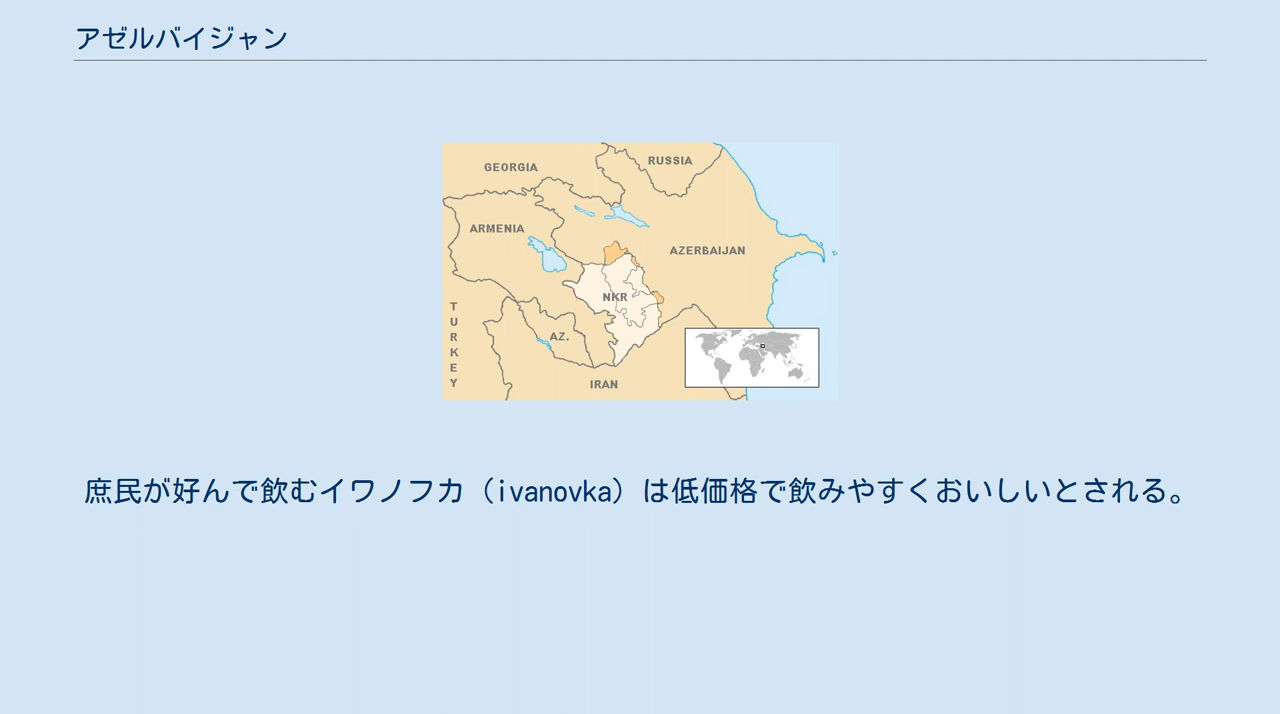 アゼルバイジャン
GEORGIA
RUSSIA
ARMENIA
AZERBAIJAN
NKR
TURKEY
AZ.
IRAN
庶民が好んで飲むイワノフカ（ivanovka）は低価格で飲みやすくおいしいとされる。